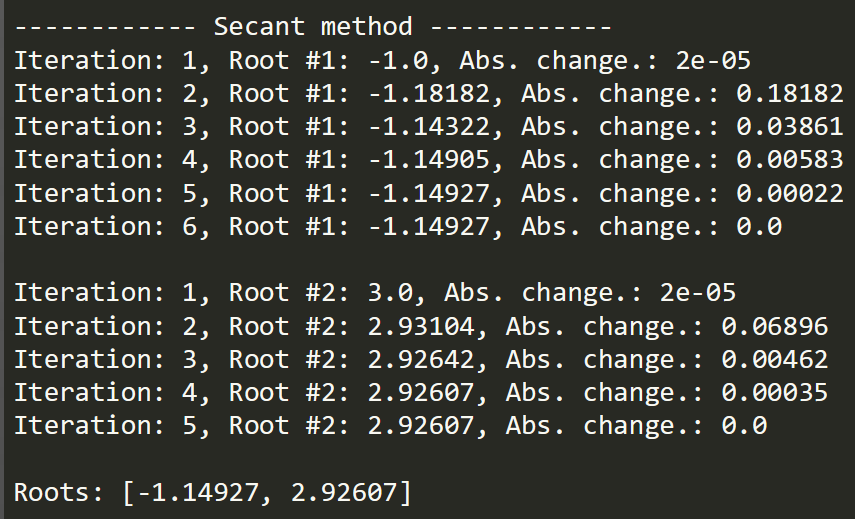 ------------ Secant method ------------
Iteration: 1, Root #1: -1.0, Abs. change.: 2e-05
Iteration: 2, Root #1: -1.18182, Abs. change.: 0.18182
Iteration: 3, Root #1: -1.14322, Abs. change.: 0.03861
Iteration: 4, Root #1: -1.14905, Abs. change.: 0.00583
Iteration: 5, Root #1: -1.14927, Abs. change.: 0.00022
Iteration: 6, Root #1: -1.14927, Abs. change.: 0.0

Iteration: 1, Root #2: 3.0, Abs. change.: 2e-05
Iteration: 2, Root #2: 2.93104, Abs. change.: 0.06896
Iteration: 3, Root #2: 2.92642, Abs. change.: 0.00462
Iteration: 4, Root #2: 2.92607, Abs. change.: 0.00035
Iteration: 5, Root #2: 2.92607, Abs. change.: 0.0

Roots: [-1.14927, 2.92607]